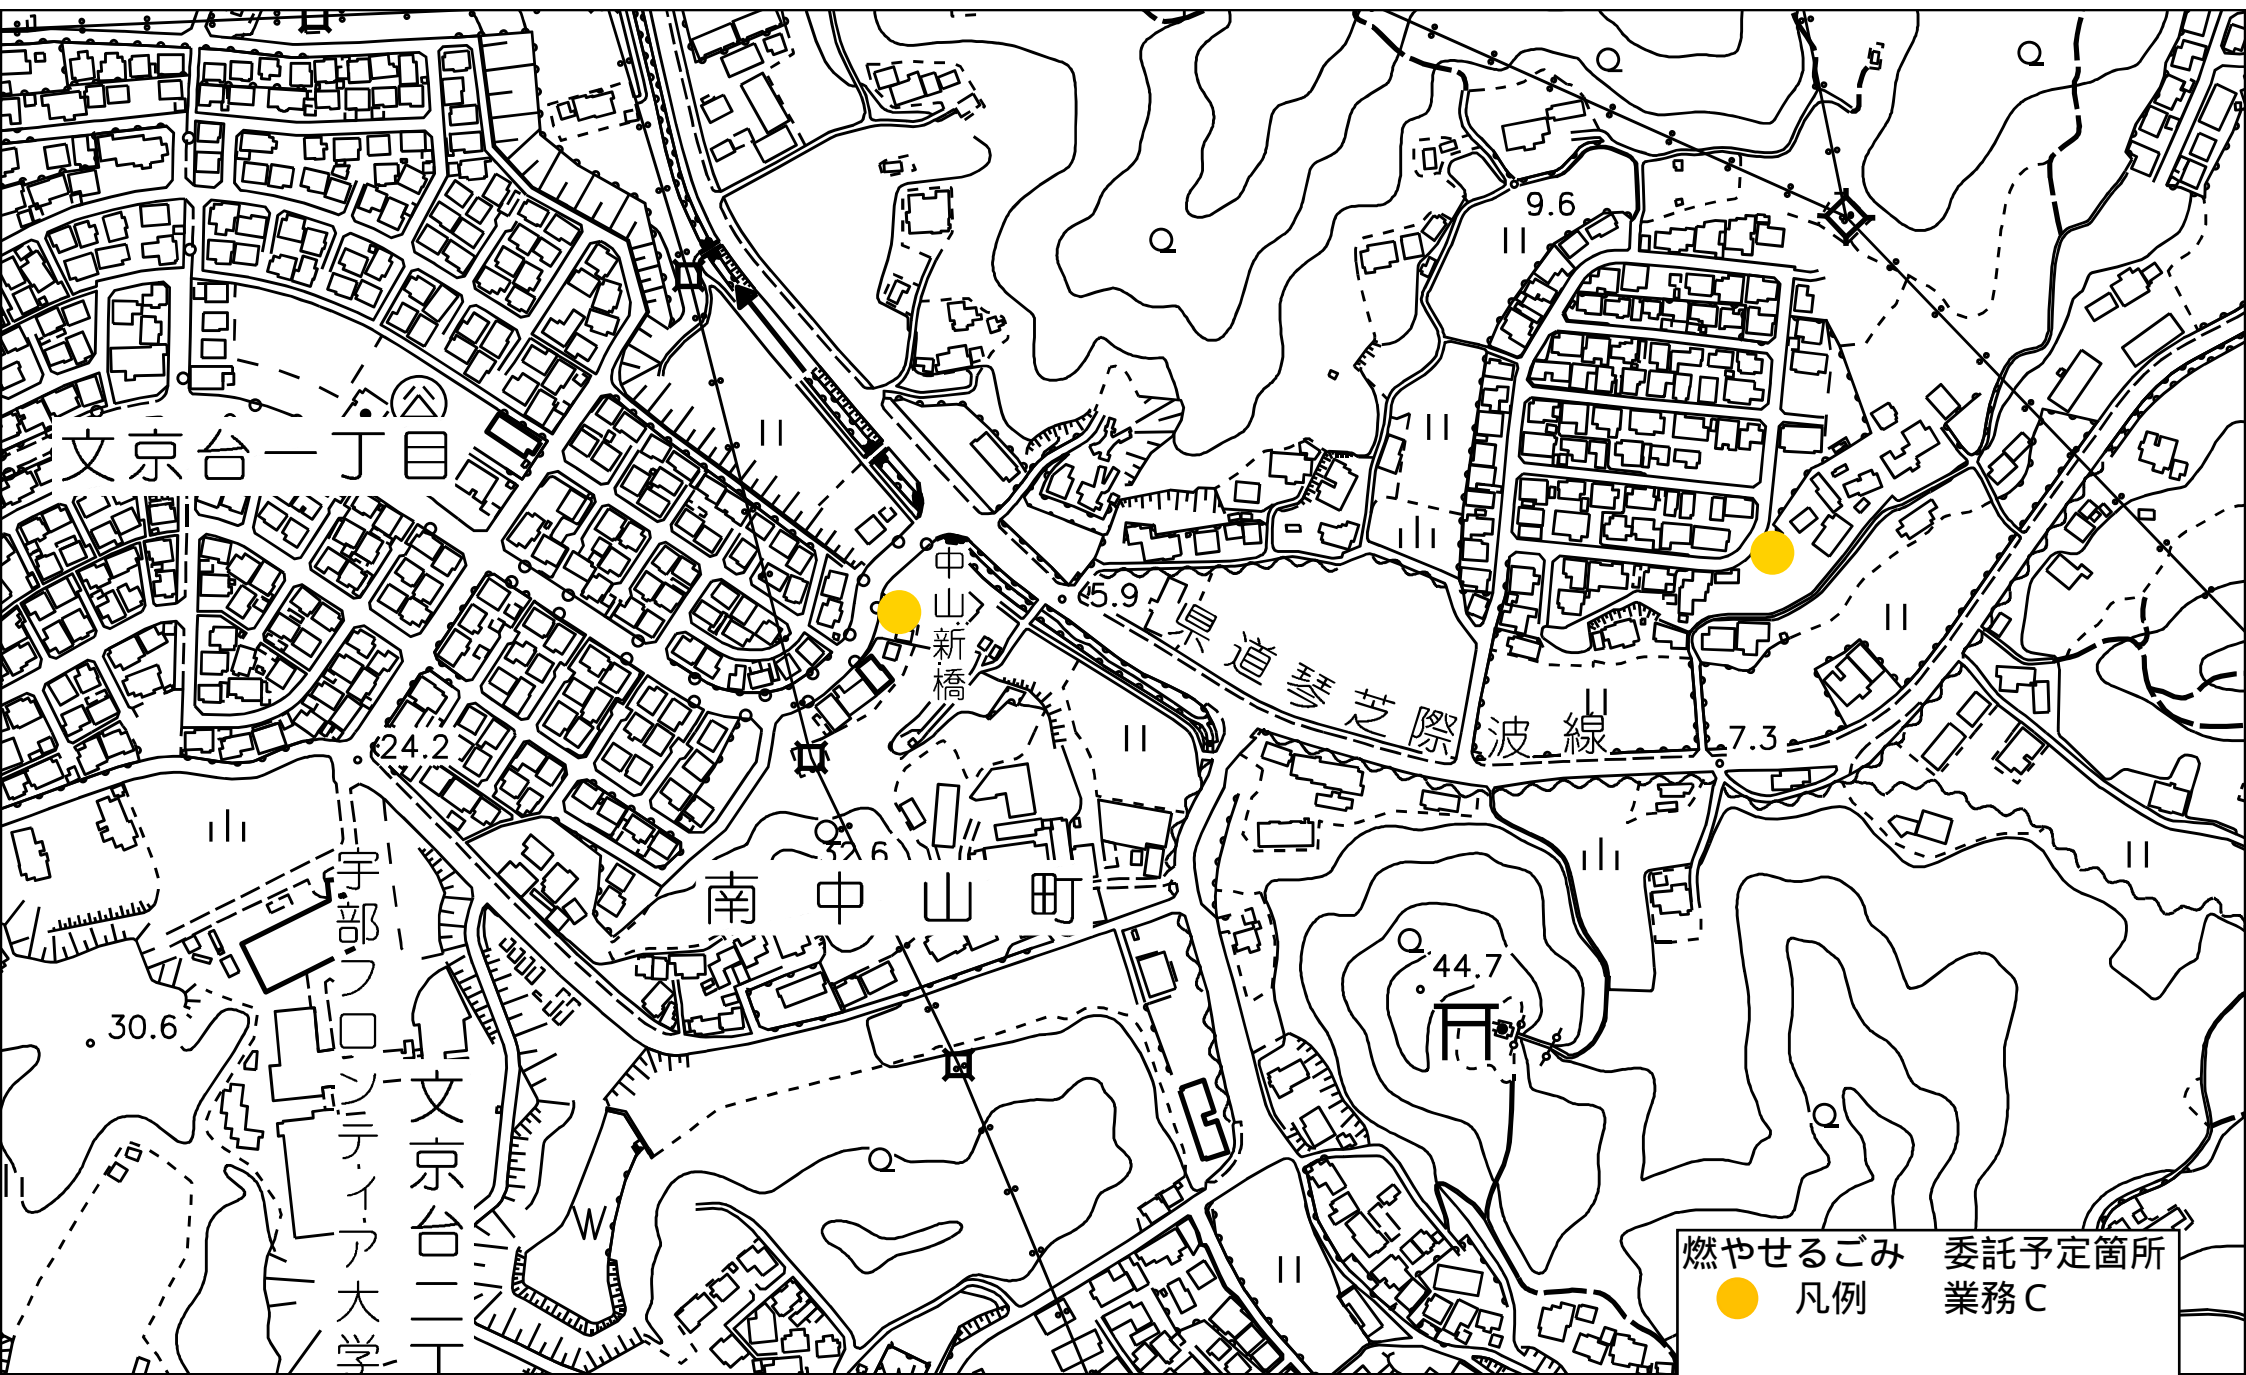 9.6
文京台一丁目
中山新橋
5.9
県道琴芝際波線
24.2
7.3
32.6
宇部フロンティア大学
南中山町
44.7
30.6
文京台二丁
燃やせるごみ 委託予定箇所
凡例 業務C